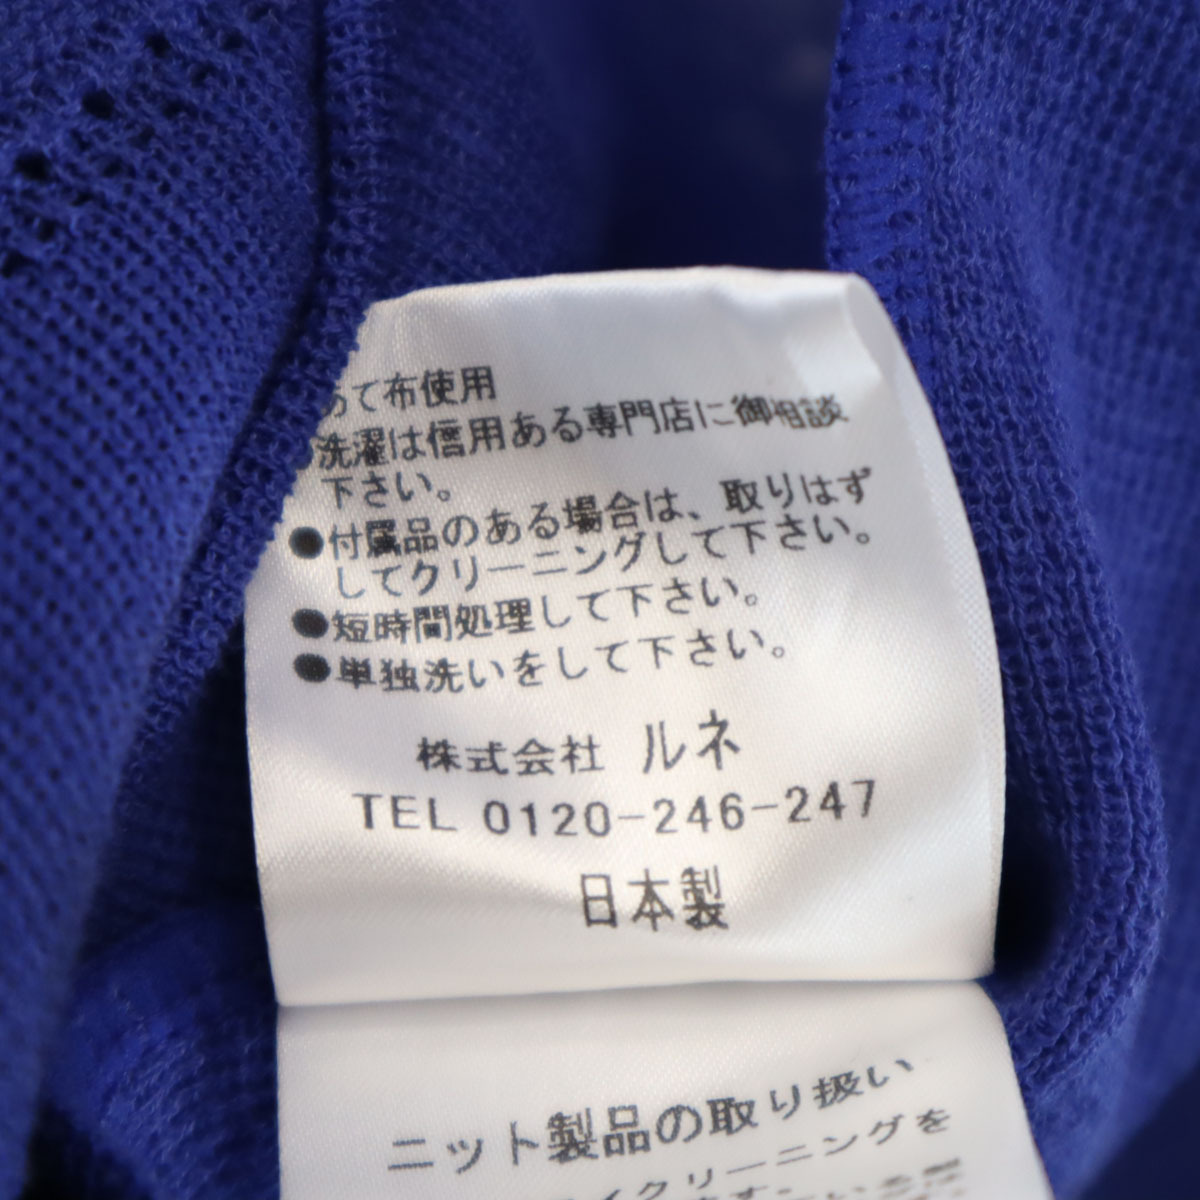 あて布使用
洗濯は信用ある専門店に御相談
下さい。
●付属品のある場合は、取りはず
してクリーニングして下さい。
●短時間処理して下さい。
●単独洗いをして下さい。
株式会社 ルネ
TEL 0120-246-247
日本製
ニット製品の取り扱い
イクリーニングを